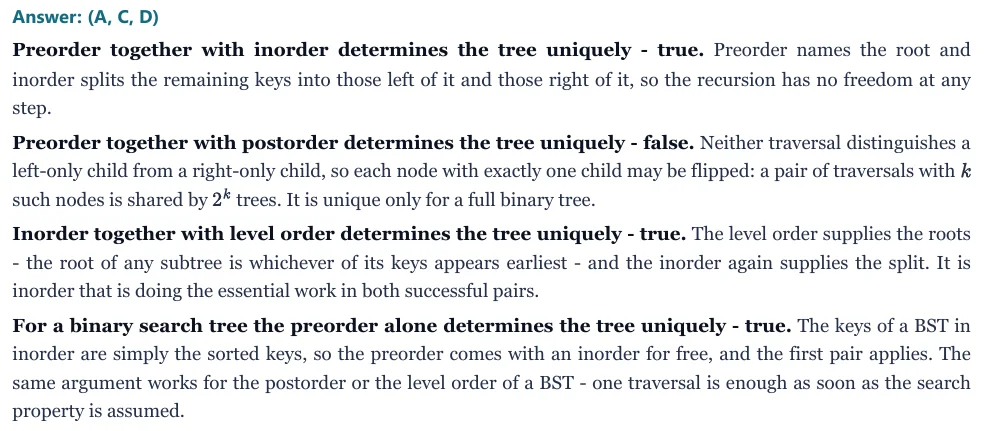 Answer: (A, C, D)
Preorder together with inorder determines the tree uniquely - true. Preorder names the root and
inorder splits the remaining keys into those left of it and those right of it, so the recursion has no freedom at any
step.
Preorder together with postorder determines the tree uniquely - false. Neither traversal distinguishes a
left-only child from a right-only child, so each node with exactly one child may be flipped: a pair of traversals with k
such nodes is shared by 2^k trees. It is unique only for a full binary tree.
Inorder together with level order determines the tree uniquely - true. The level order supplies the roots
- the root of any subtree is whichever of its keys appears earliest - and the inorder again supplies the split. It is
inorder that is doing the essential work in both successful pairs.
For a binary search tree the preorder alone determines the tree uniquely - true. The keys of a BST in
inorder are simply the sorted keys, so the preorder comes with an inorder for free, and the first pair applies. The
same argument works for the postorder or the level order of a BST - one traversal is enough as soon as the search
property is assumed.